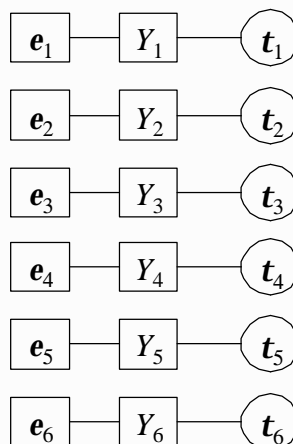 e₁ Y₁ t₁
e₂ Y₂ t₂
e₃ Y₃ t₃
e₄ Y₄ t₄
e₅ Y₅ t₅
e₆ Y₆ t₆